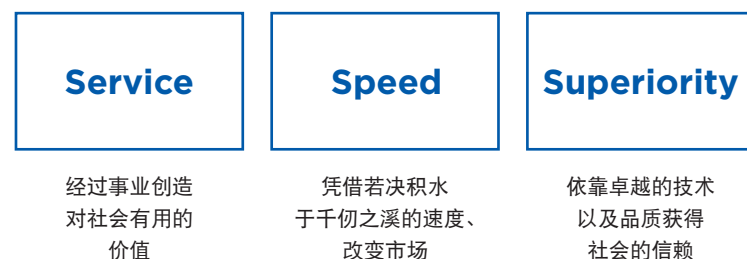 Service
经过事业创造
对社会有用的
价值
Speed
凭借若决积水
于千仞之溪的速度、
改变市场
Superiority
依靠卓越的技术
以及品质获得
社会的信赖